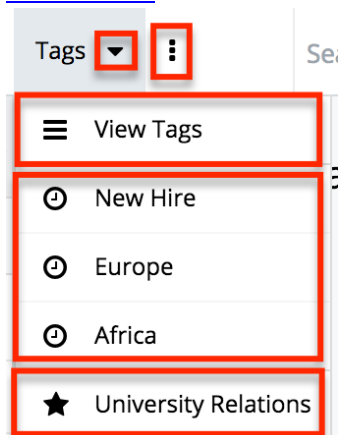 Tags
Sea
View Tags
New Hire
Europe
Africa
University Relations